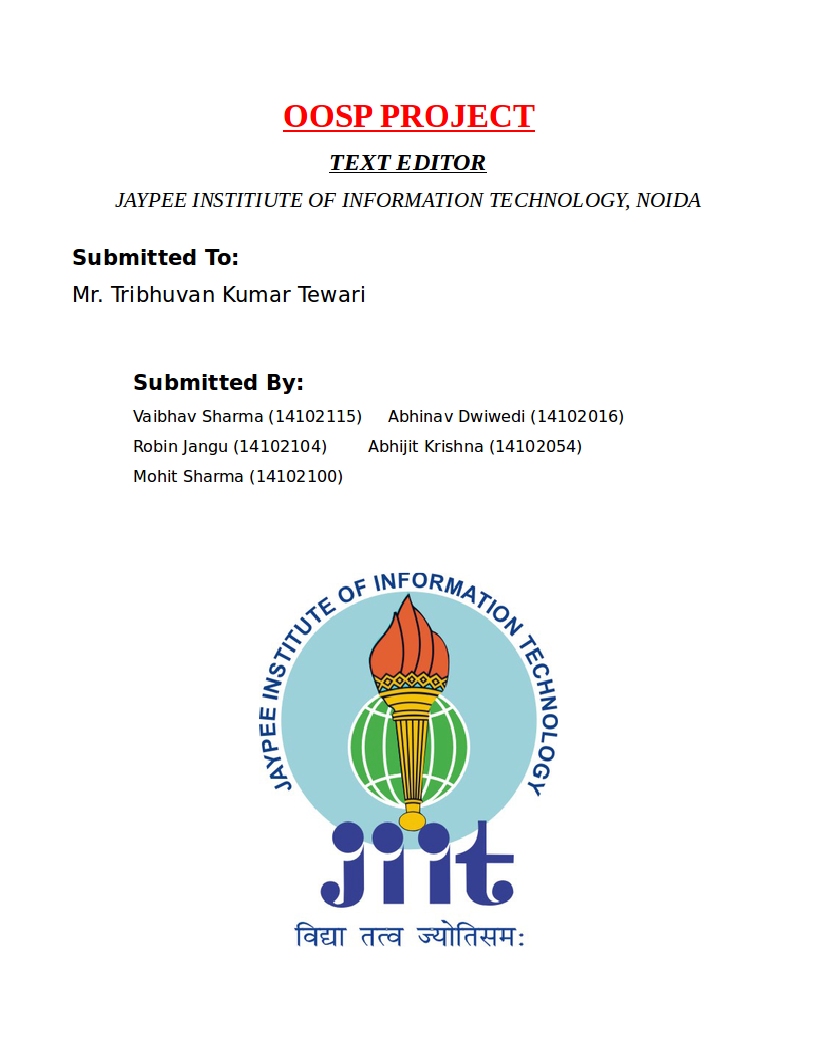 OOSP PROJECT
TEXT EDITOR
JAYPEE INSTITIUTE OF INFORMATION TECHNOLOGY, NOIDA
Submitted To:
Mr. Tribhuvan Kumar Tewari
Submitted By:
Vaibhav Sharma (14102115) Abhinav Dwiwedi (14102016)
Robin Jangu (14102104) Abhijit Krishna (14102054)
Mohit Sharma (14102100)
JAYPEE INSTITUTE OF INFORMATION TECHNOLOGY
jiit
विद्या तत्व ज्योतिसम: